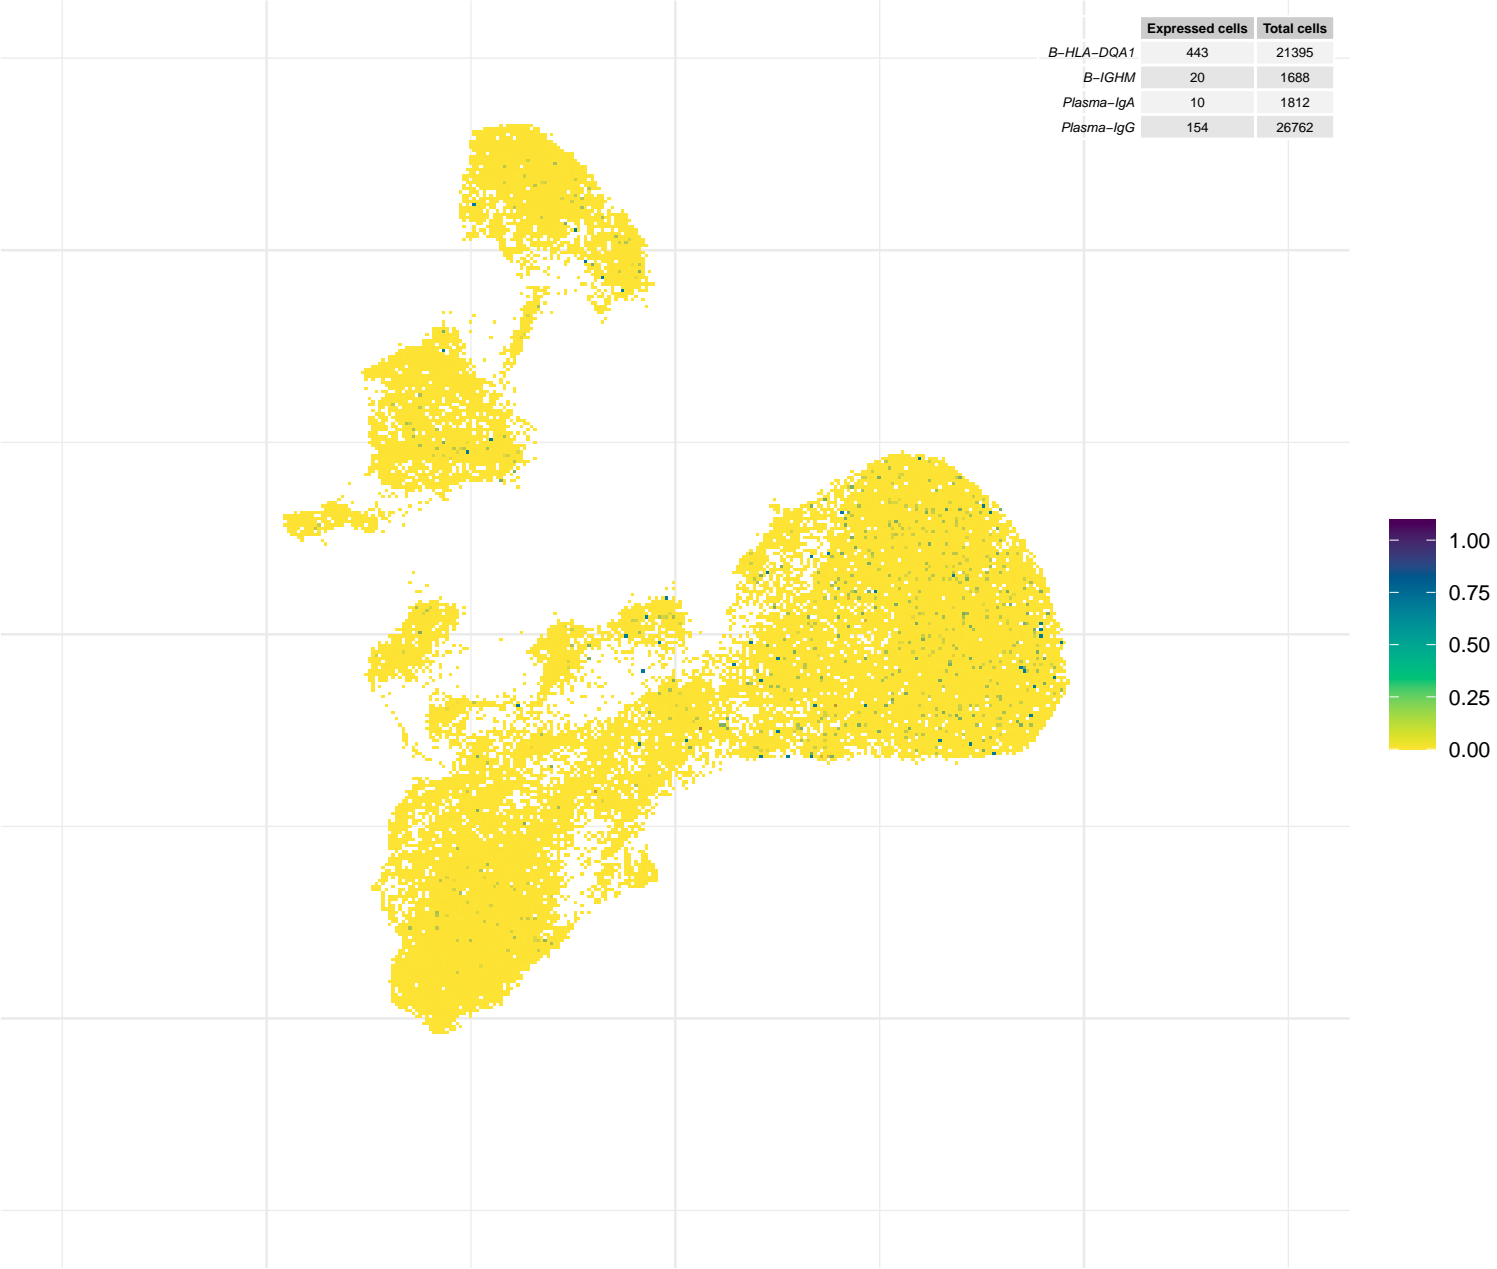 Expressed cells Total cells
B−HLA−DQA1 443 21395
B−IGHM 20 1688
Plasma−IgA 10 1812
Plasma−IgG 154 26762
1.00
0.75
0.50
0.25
0.00